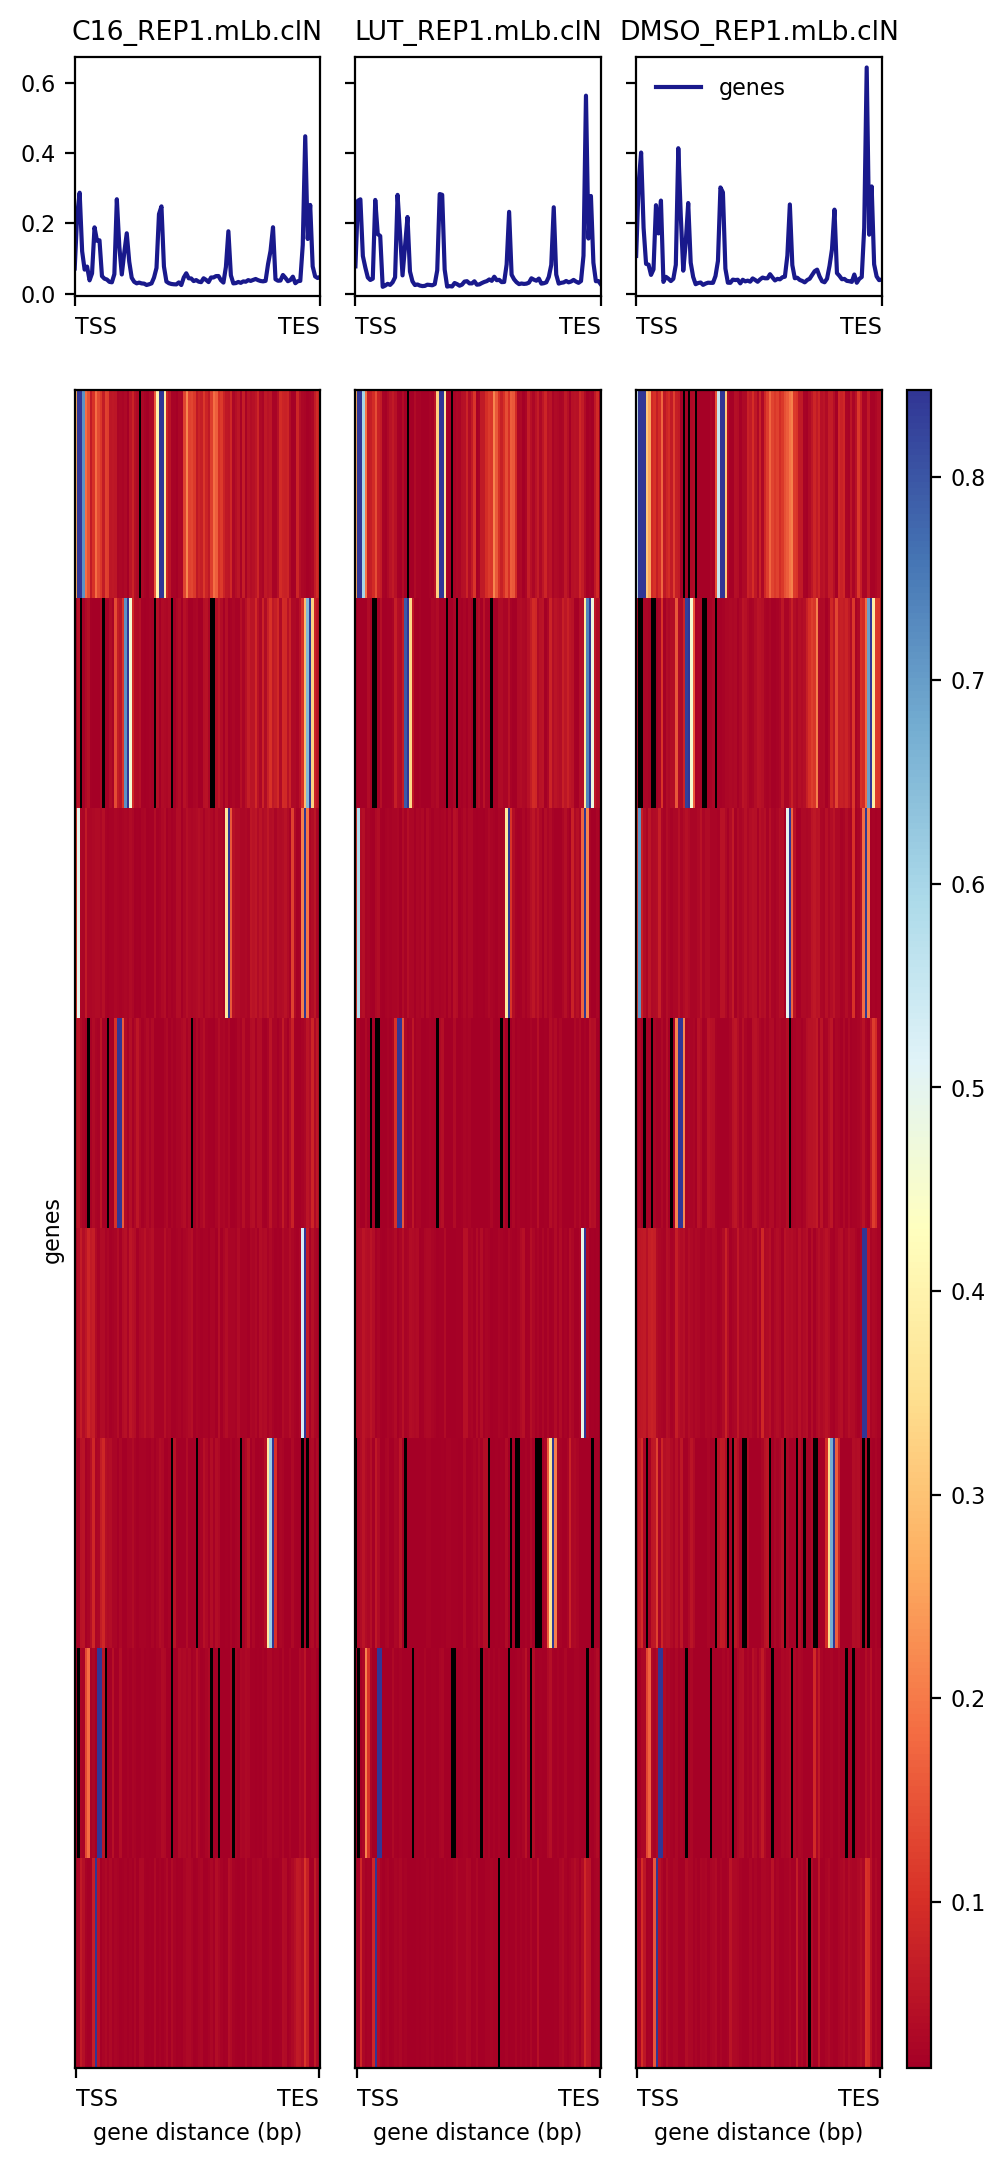 C16_REP1.mLb.clN
LUT_REP1.mLb.clN
DMSO_REP1.mLb.clN
genes
0.6
0.4
0.2
0.0
TSS TES
TSS TES
TSS TES
genes
0.8
0.7
0.6
0.5
0.4
0.3
0.2
0.1
TSS TES
TSS TES
TSS TES
gene distance (bp)
gene distance (bp)
gene distance (bp)